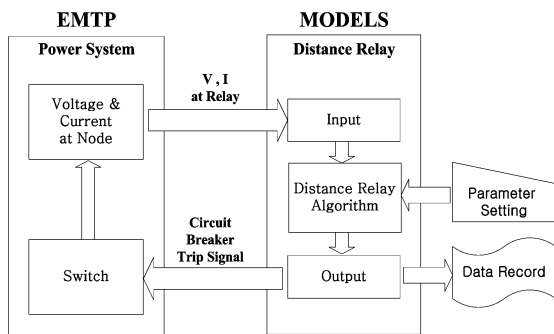 EMTP
MODELS
Power System
Distance Relay
Voltage &
Current
at Node
V , I
at Relay
Input
Distance Relay
Algorithm
Parameter
Setting
Circuit
Breaker
Trip Signal
Switch
Output
Data Record